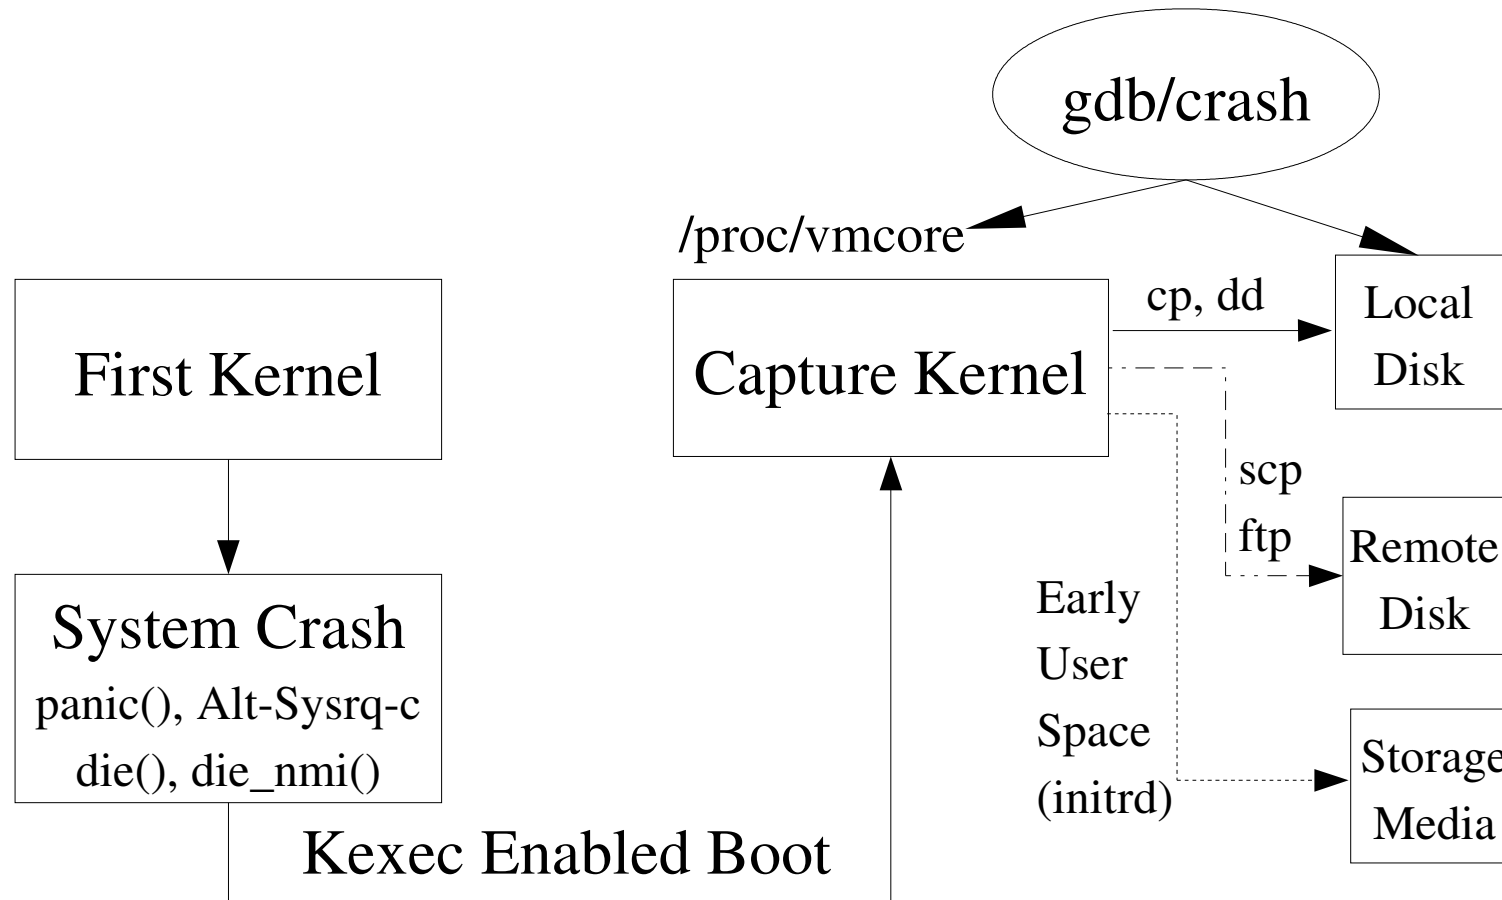 gdb/crash
/proc/vmcore
First Kernel
Capture Kernel
cp, dd
Local
Disk
scp
ftp
Remote
Disk
System Crash
panic(), Alt-Sysrq-c
die(), die_nmi()
Early
User
Space
(initrd)
Storage
Media
Kexec Enabled Boot